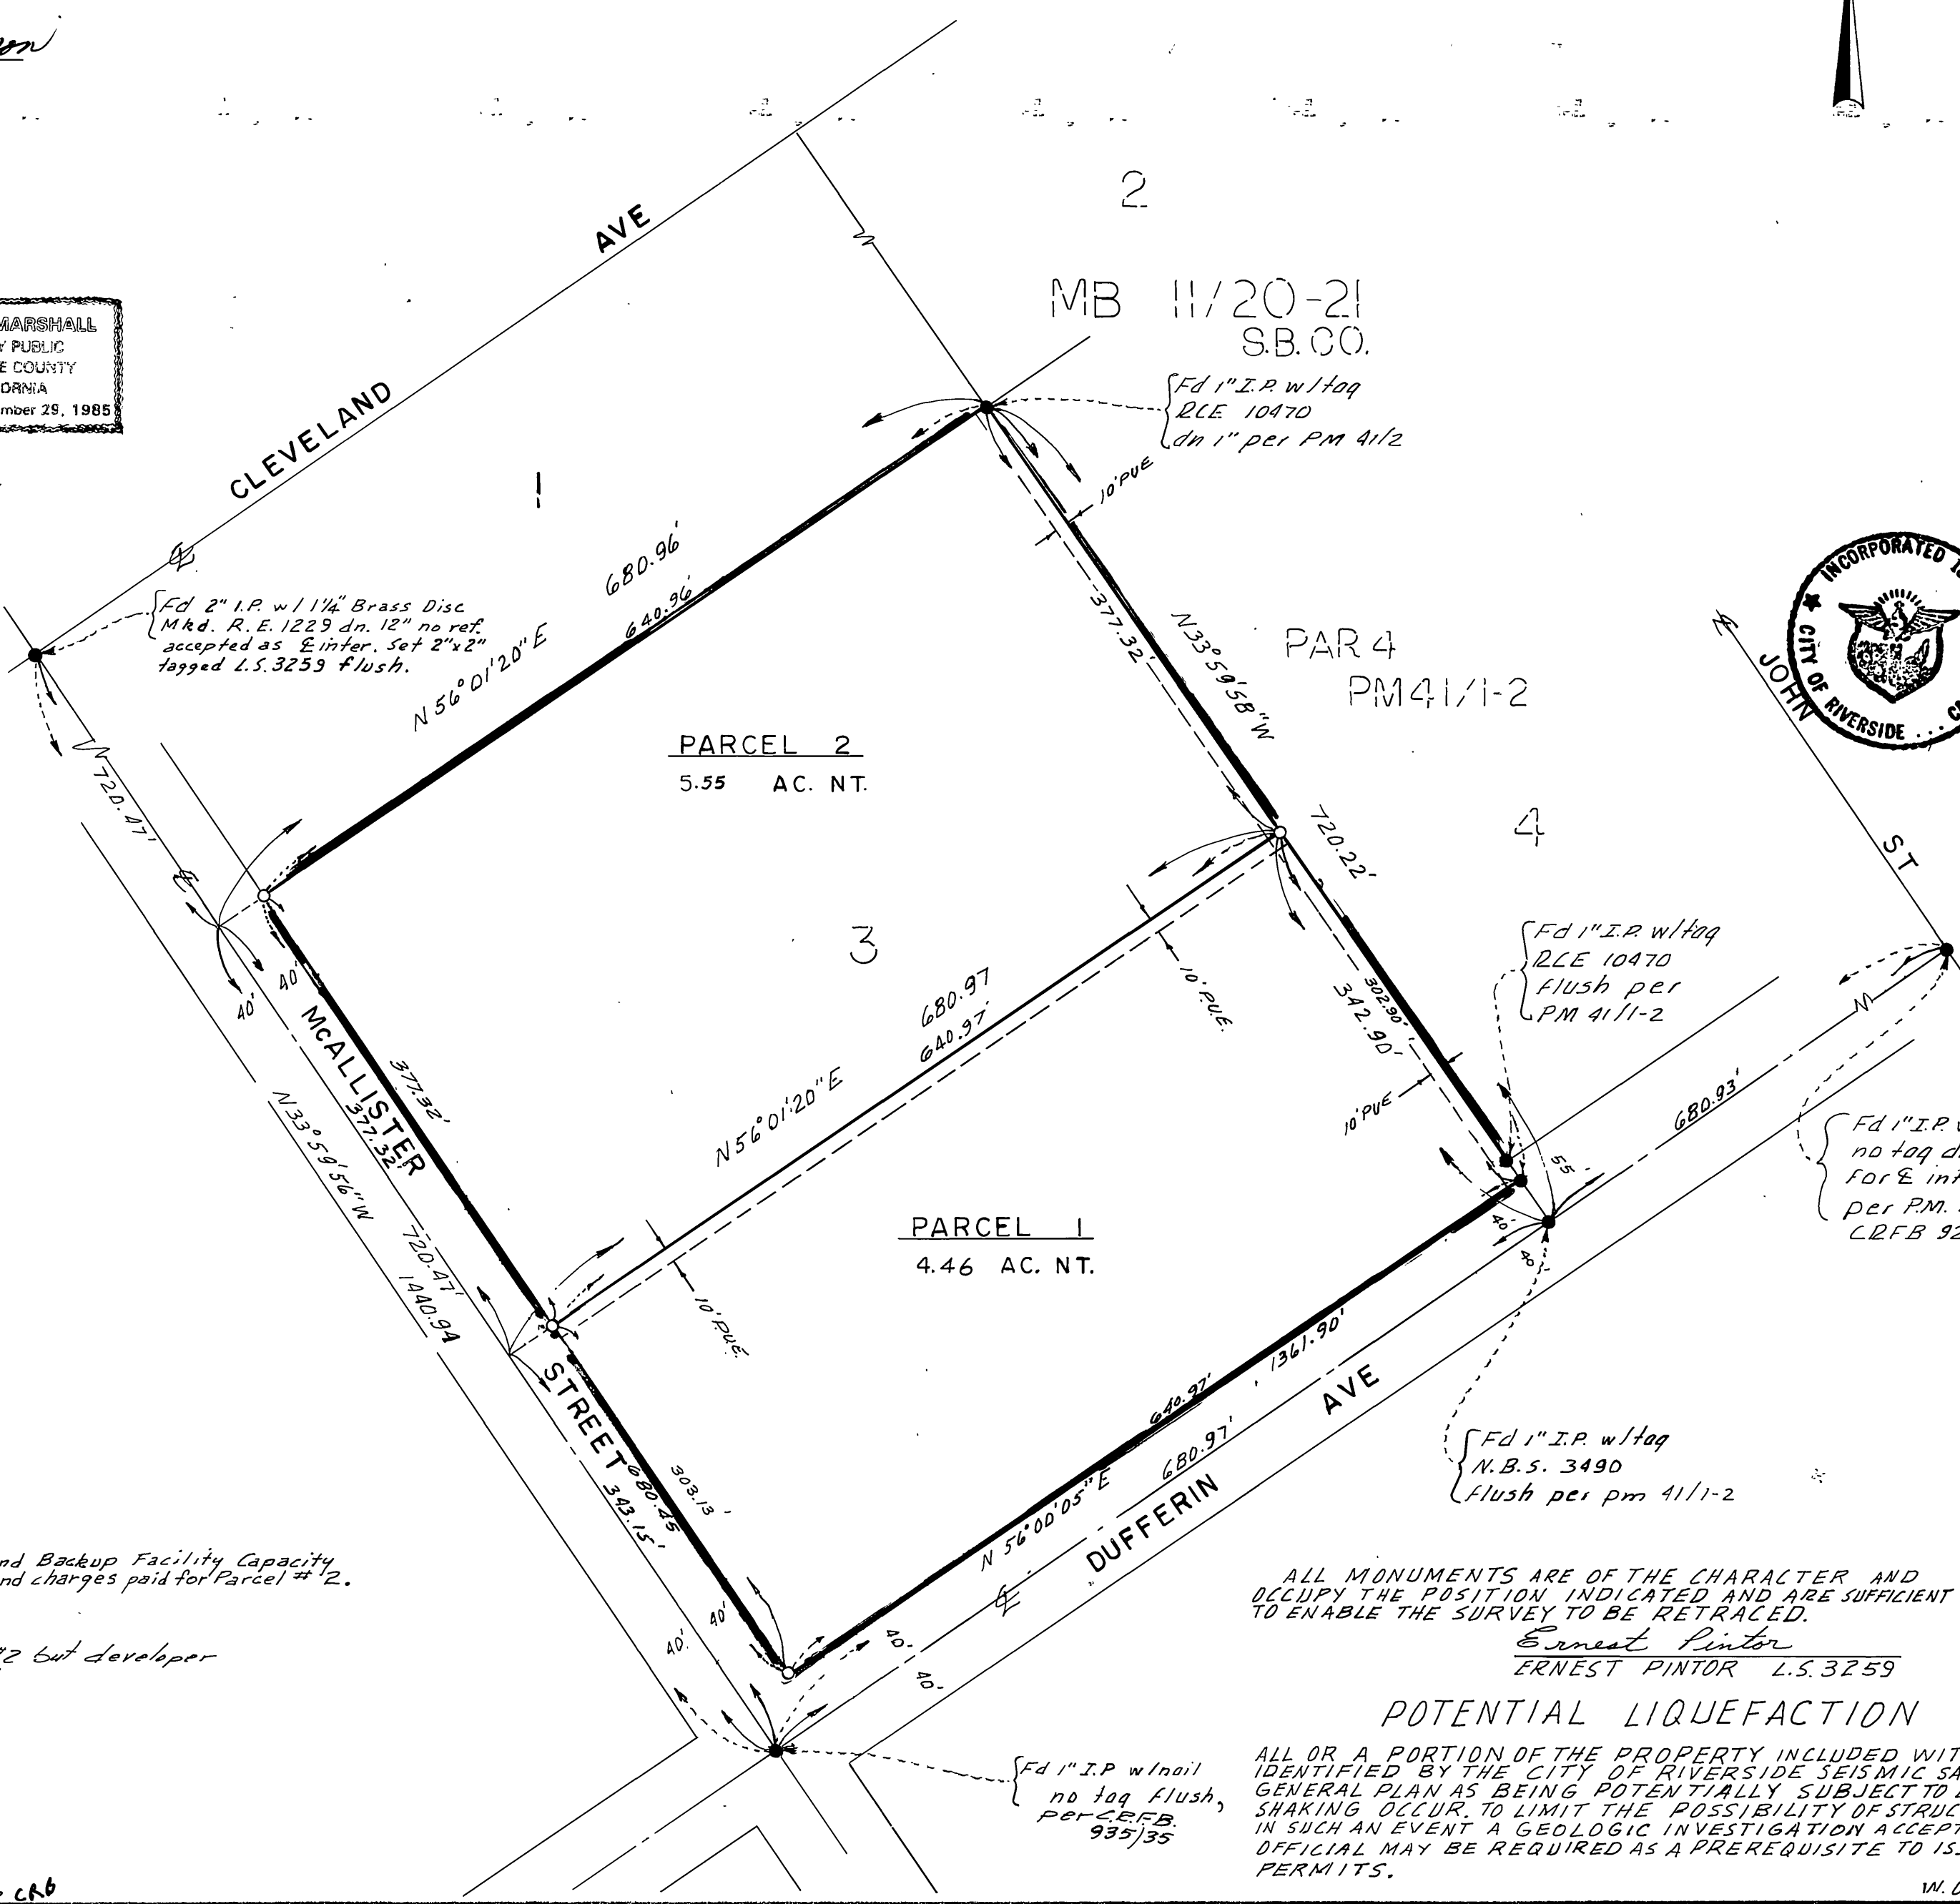 AVE
CLEVELAND
2
MB 11/20-21
S.B. CO.
MARSHALL
Y PUBLIC
E COUNTY
ORNIA
mber 29, 1985
Fd 1" I.P. w/tag
RCE 10470
dn 1" per PM 41/2
10' PUE
1
680.96'
640.96'
N 56° 01' 20" E
Fd 2" I.P. w/ 1¼" Brass Disc
Mkd. R.E. 1229 dn. 12" no ref.
accepted as ℄ inter. Set 2"x2"
tagged L.S. 3259 flush.
377.32'
N 33° 59' 58" W
PAR 4
PM 41/1-2
INCORPORATED
CITY OF RIVERSIDE
JOHN
ST
℄
PARCEL 2
5.55 AC. NT.
720.47'
℄
720.22'
4
3
Fd 1" I.P. w/tag
RCE 10470
flush per
PM 41/1-2
40'
40'
McALLISTER
377.32'
377.32'
N 33° 59' 56" W
680.97
640.97'
10' P.U.E.
302.90'
342.90'
N 56° 01' 20" E
10' PUE
680.93'
55'
40'
40'
Fd 1" I.P.
no tag
for ℄
per P.M.
PARCEL 1
4.46 AC. NT.
720.47'
1440.94
10' P.U.E.
STREET
680.45
303.13'
343.15'
1361.90'
640.97'
680.97'
N 56° 00' 05" E
AVE
DUFFERIN
℄
Fd 1" I.P. w/tag
N.B.S. 3490
flush per pm 41/1-2
nd Backup Facility Capacity
nd charges paid for Parcel # 2.
2 but developer
40'
40'
40'
40'
ALL MONUMENTS ARE OF THE CHARACTER AND
OCCUPY THE POSITION INDICATED AND ARE SUFFICIENT
TO ENABLE THE SURVEY TO BE RETRACED.
Ernest Pintor
ERNEST PINTOR L.S. 3259
POTENTIAL LIQUEFACTION
ALL OR A PORTION OF THE PROPERTY INCLUDED WIT
IDENTIFIED BY THE CITY OF RIVERSIDE SEISMIC SA
GENERAL PLAN AS BEING POTENTIALLY SUBJECT TO
SHAKING OCCUR. TO LIMIT THE POSSIBILITY OF STRUC
IN SUCH AN EVENT A GEOLOGIC INVESTIGATION ACCEPT
OFFICIAL MAY BE REQUIRED AS A PREREQUISITE TO IS
PERMITS.
Fd 1" I.P. w/nail
no tag flush,
per C.R.F.B.
935/35